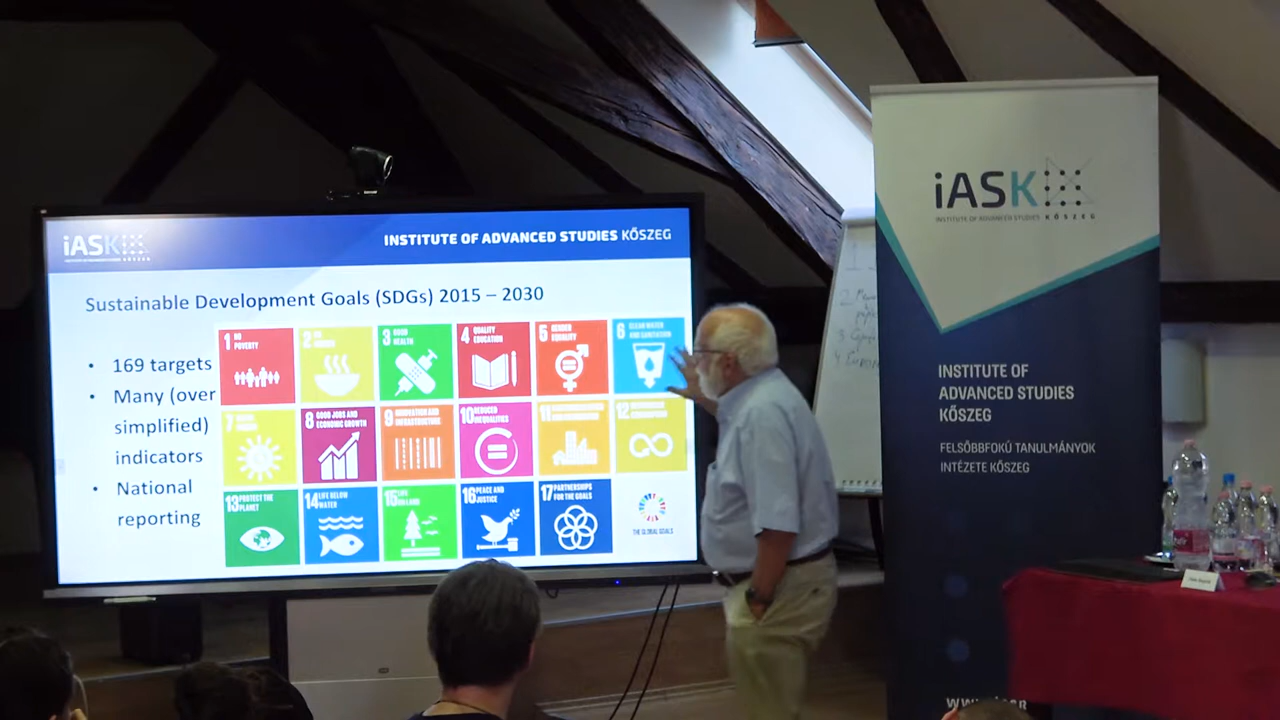 iASK
INSTITUTE OF ADVANCED STUDIES KŐSZEG
Sustainable Development Goals (SDGs) 2015 – 2030
• 169 targets
• Many (over
simplified)
indicators
• National
reporting
1 NO
POVERTY
2
3 GOOD
HEALTH
4 QUALITY
EDUCATION
5 GENDER
EQUALITY
6 CLEAN WATER
AND SANITATION
7
8 GOOD JOBS AND
ECONOMIC GROWTH
9 INNOVATION AND
INFRASTRUCTURE
10 REDUCED
INEQUALITIES
11
12
13 PROTECT THE
PLANET
14 LIFE BELOW
WATER
15 LIFE
ON LAND
16 PEACE AND
JUSTICE
17 PARTNERSHIPS
FOR THE GOALS
THE GLOBAL GOALS
iASK
INSTITUTE OF ADVANCED STUDIES KŐSZEG
INSTITUTE OF
ADVANCED STUDIES
KŐSZEG
FELSŐBBFOKÚ TANULMÁNYOK
INTÉZETE KŐSZEG